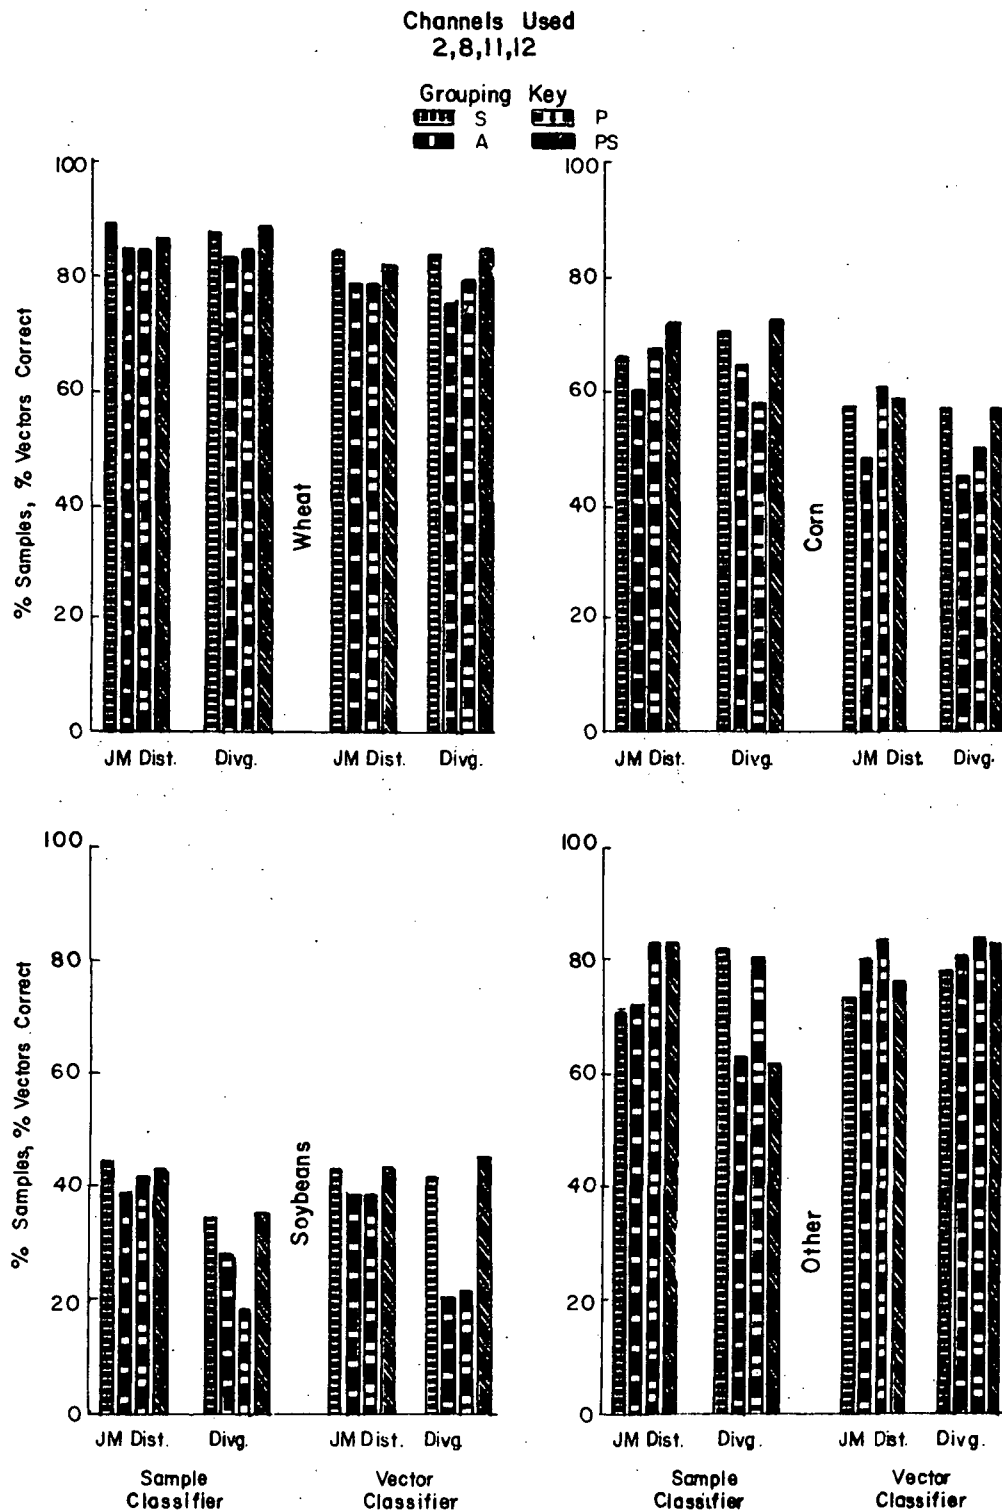 Channels Used
2,8,11,12
Grouping Key
S P
A PS
100
80
60
40
20
0
% Samples, % Vectors Correct
Wheat
JM Dist. Divg. JM Dist. Divg.
100
80
60
40
20
0
Corn
JM Dist. Divg. JM Dist. Divg.
100
80
60
40
20
0
% Samples, % Vectors Correct
Soybeans
JM Dist. Divg. JM Dist. Divg
Sample
Classifier
Vector
Classifier
100
80
60
40
20
0
Other
JM Dist. Divg. JM Dist. Divg.
Sample
Classifier
Vector
Classifier